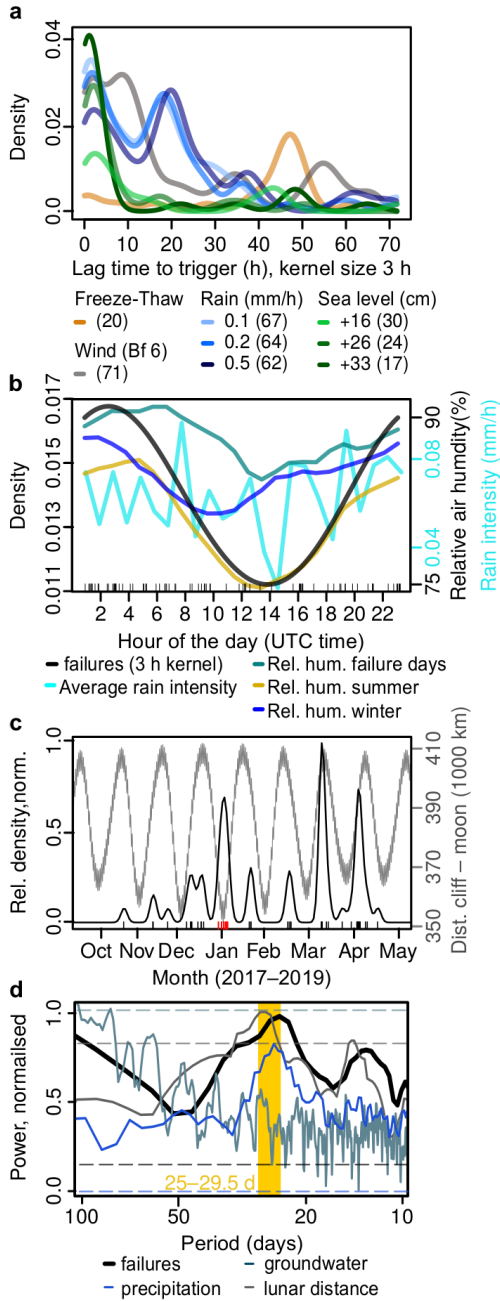 a
0.04
0.02
0.0
Density
0 10 20 30 40 50 60 70
Lag time to trigger (h), kernel size 3 h
Freeze-Thaw
(20)
Wind (Bf 6)
(71)
Rain (mm/h)
0.1 (67)
0.2 (64)
0.5 (62)
Sea level (cm)
+16 (30)
+26 (24)
+33 (17)
b
0.017
0.015
0.013
0.011
Density
90
75
Relative air humdity(%)
0.08
0.04
Rain intensity (mm/h)
2 4 6 8 10 12 14 16 18 20 22
Hour of the day (UTC time)
failures (3 h kernel)
Average rain intensity
Rel. hum. failure days
Rel. hum. summer
Rel. hum. winter
c
1.0
0.5
0.0
Rel. density,norm.
410
390
370
350
Dist. cliff – moon (1000 km)
Oct Nov Dec Jan Feb Mar Apr May
Month (2017–2019)
d
1.0
0.5
0.0
Power, normalised
25–29.5 d
100 50 20 10
Period (days)
failures
precipitation
groundwater
lunar distance